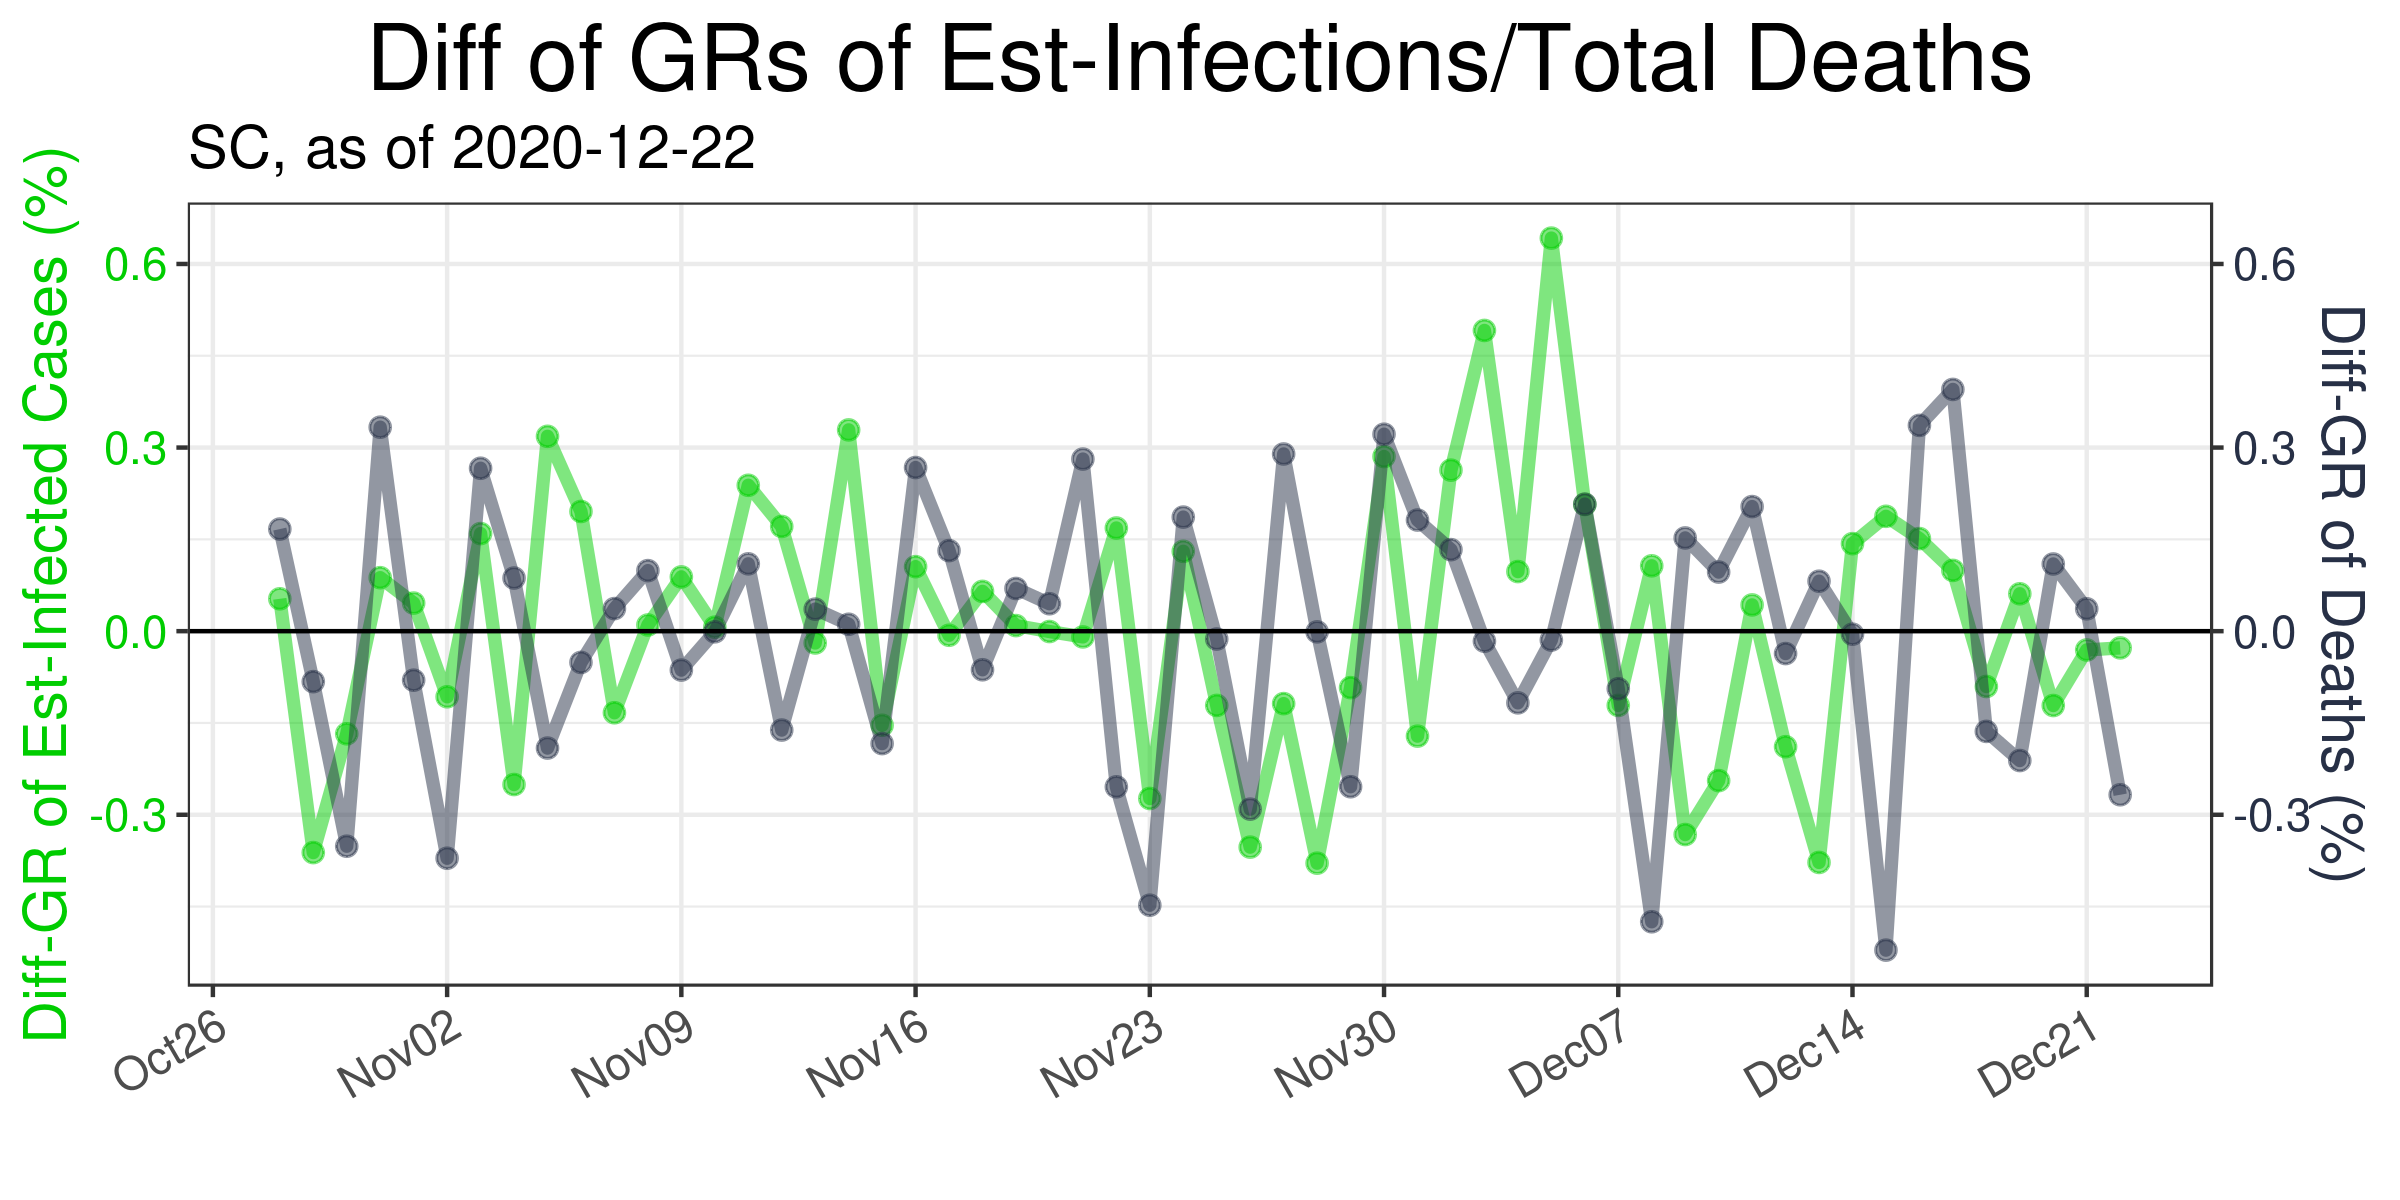 Diff of GRs of Est-Infections/Total Deaths
SC, as of 2020-12-22
Diff-GR of Est-Infected Cases (%)
0.6
0.3
0.0
-0.3
0.6
0.3
0.0
-0.3
Diff-GR of Deaths (%)
Oct26
Nov02
Nov09
Nov16
Nov23
Nov30
Dec07
Dec14
Dec21